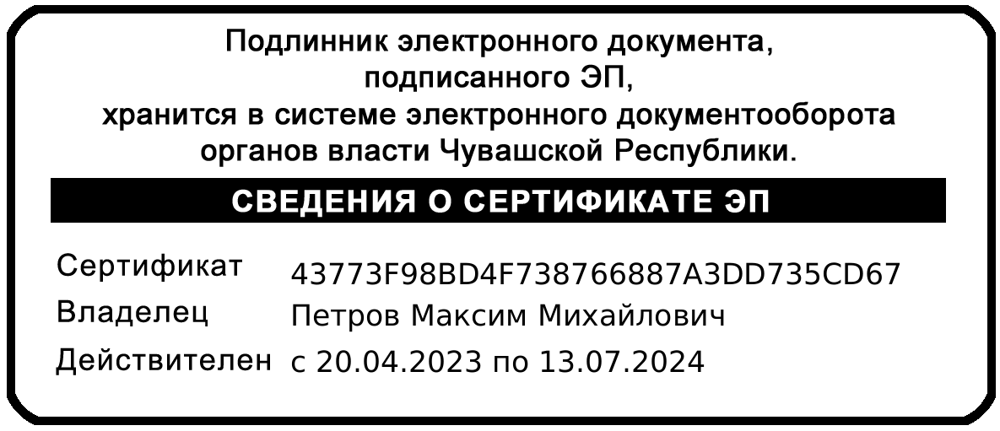 Подлинник электронного документа,
подписанного ЭП,
хранится в системе электронного документооборота
органов власти Чувашской Республики.
СВЕДЕНИЯ О СЕРТИФИКАТЕ ЭП
Сертификат 43773F98BD4F738766887A3DD735CD67
Владелец Петров Максим Михайлович
Действителен с 20.04.2023 по 13.07.2024